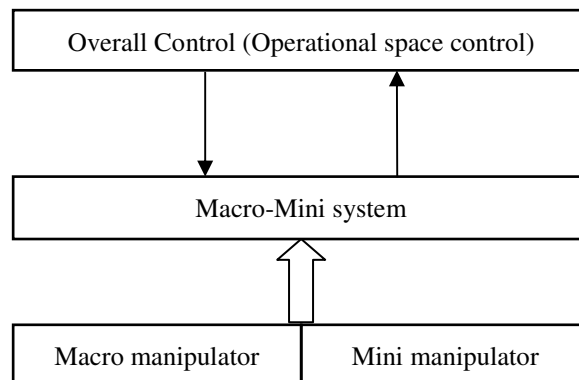 Overall Control (Operational space control)
Macro-Mini system
Macro manipulator
Mini manipulator